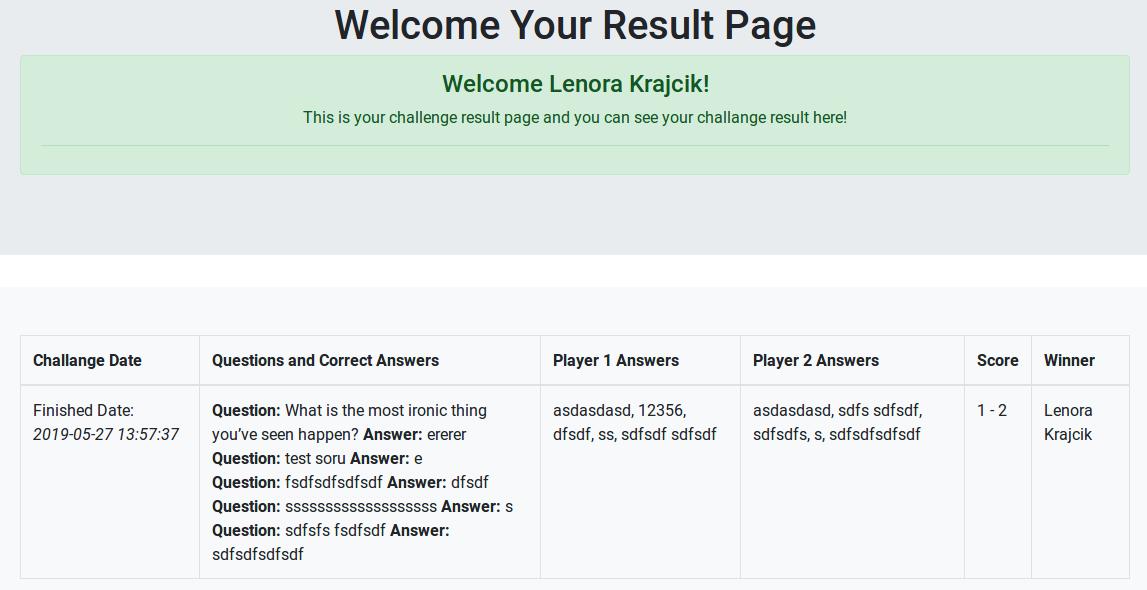 Welcome Your Result Page
Welcome Lenora Krajcik!
This is your challenge result page and you can see your challange result here!
Challange Date
Questions and Correct Answers
Player 1 Answers
Player 2 Answers
Score
Winner
Finished Date:
2019-05-27 13:57:37
Question: What is the most ironic thing
you’ve seen happen? Answer: ererer
Question: test soru Answer: e
Question: fsdfsdfsdfsdf Answer: dfsdf
Question: sssssssssssssssssss Answer: s
Question: sdfsfs fsdfsdf Answer:
sdfsdfsdfsdf
asdasdasd, 12356,
dfsdf, ss, sdfsdf sdfsdf
asdasdasd, sdfs sdfsdf,
sdfsdfs, s, sdfsdfsdfsdf
1 - 2
Lenora
Krajcik